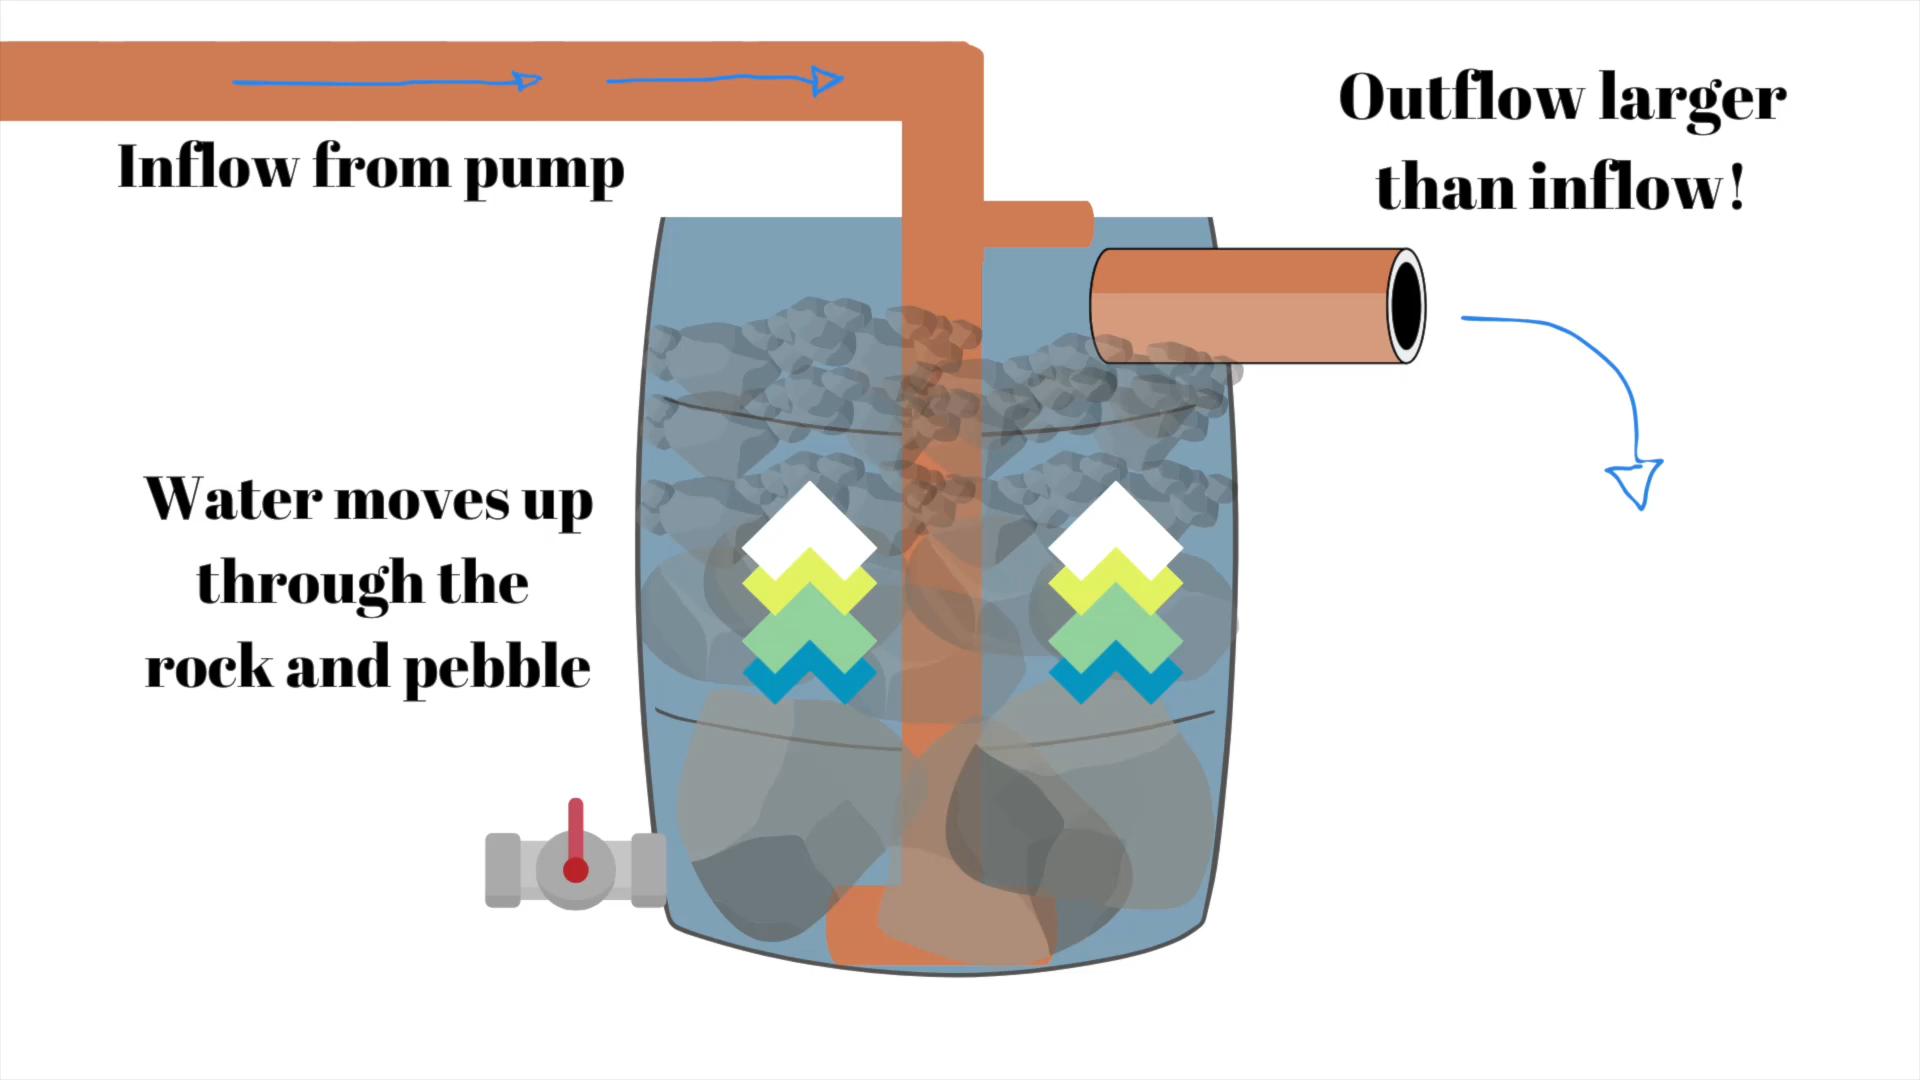 Inflow from pump
Outflow larger
than inflow!
Water moves up
through the
rock and pebble